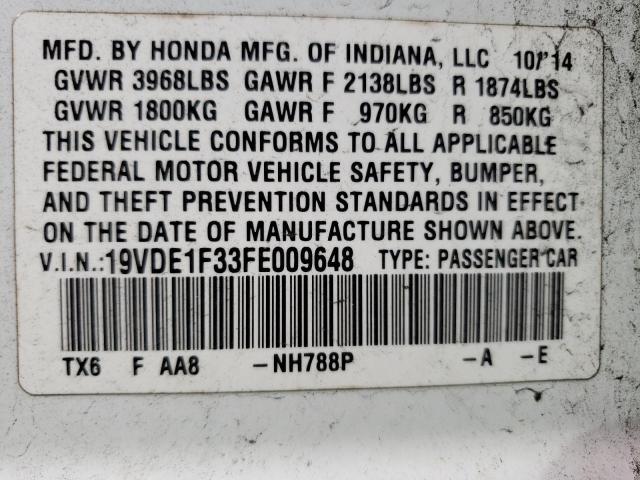 MFD. BY HONDA MFG. OF INDIANA, LLC 10/14
GVWR 3968LBS GAWR F 2138LBS R 1874LBS
GVWR 1800KG GAWR F 970KG R 850KG
THIS VEHICLE CONFORMS TO ALL APPLICABLE
FEDERAL MOTOR VEHICLE SAFETY, BUMPER,
AND THEFT PREVENTION STANDARDS IN EFFECT
ON THE DATE OF MANUFACTURE SHOWN ABOVE.
V.I.N.:19VDE1F33FE009648 TYPE: PASSENGER CAR
TX6 F AA8 -NH788P -A -E